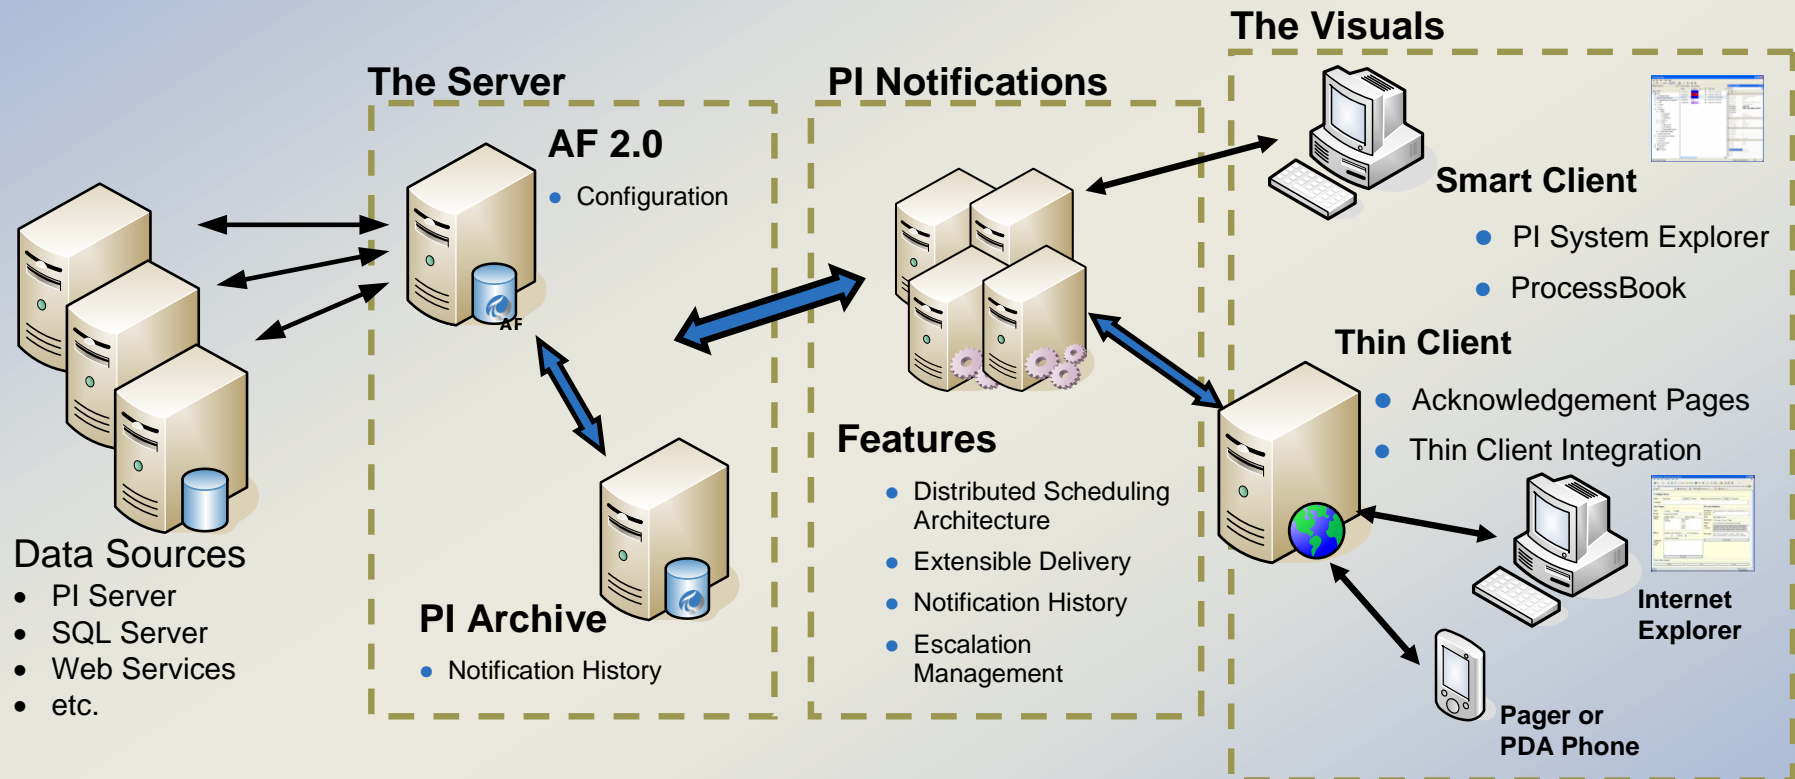 The Visuals
The Server
PI Notifications
AF 2.0
Configuration
AF
Smart Client
PI System Explorer
ProcessBook
Thin Client
Acknowledgement Pages
Thin Client Integration
Features
Distributed Scheduling
Architecture
Extensible Delivery
Notification History
Escalation
Management
Data Sources
PI Server
SQL Server
Web Services
etc.
PI Archive
Notification History
Internet
Explorer
Pager or
PDA Phone